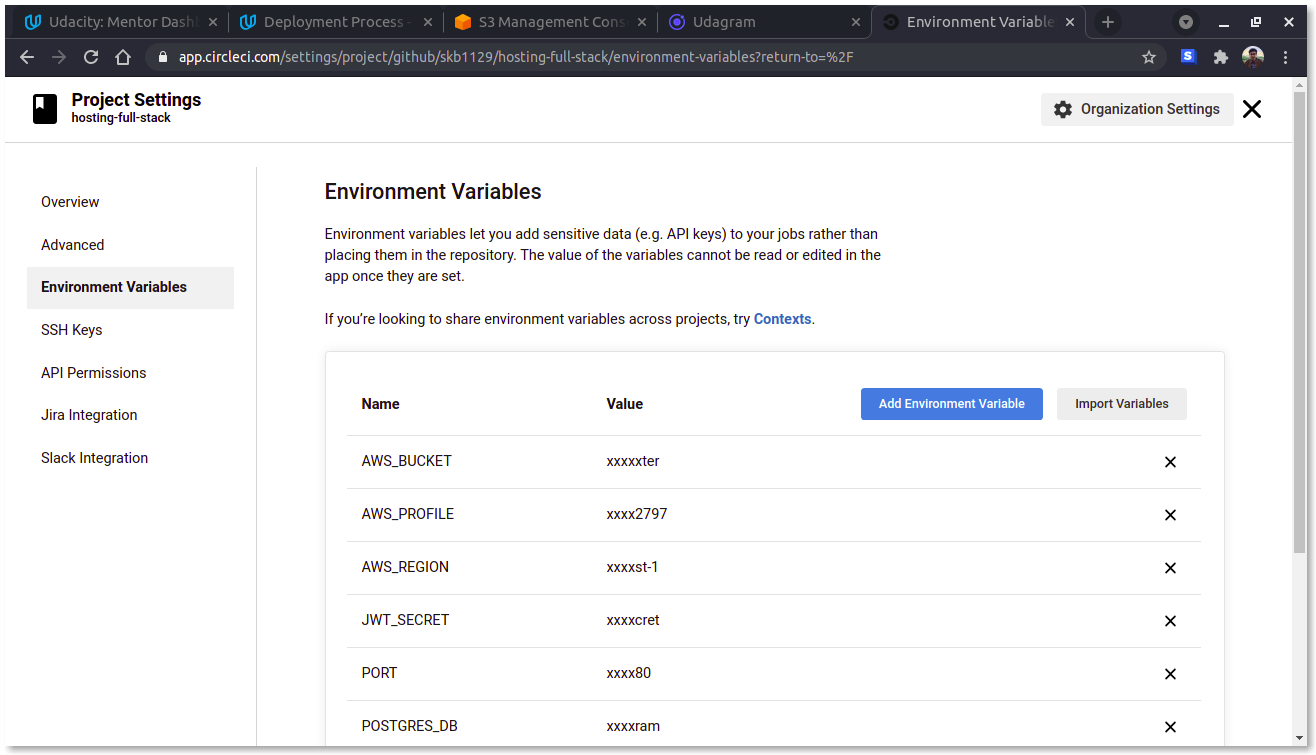 Udacity: Mentor Dash
Deployment Process
S3 Management Cons
Udagram
Environment Variable
app.circleci.com/settings/project/github/skb1129/hosting-full-stack/environment-variables?return-to=%2F
S
Project Settings
hosting-full-stack
Organization Settings
Overview
Advanced
Environment Variables
SSH Keys
API Permissions
Jira Integration
Slack Integration
Environment Variables
Environment variables let you add sensitive data (e.g. API keys) to your jobs rather than
placing them in the repository. The value of the variables cannot be read or edited in the
app once they are set.
If you’re looking to share environment variables across projects, try Contexts.
Name Value Add Environment Variable Import Variables
AWS_BUCKET xxxxxter
AWS_PROFILE xxxx2797
AWS_REGION xxxxst-1
JWT_SECRET xxxxcret
PORT xxxx80
POSTGRES_DB xxxxram